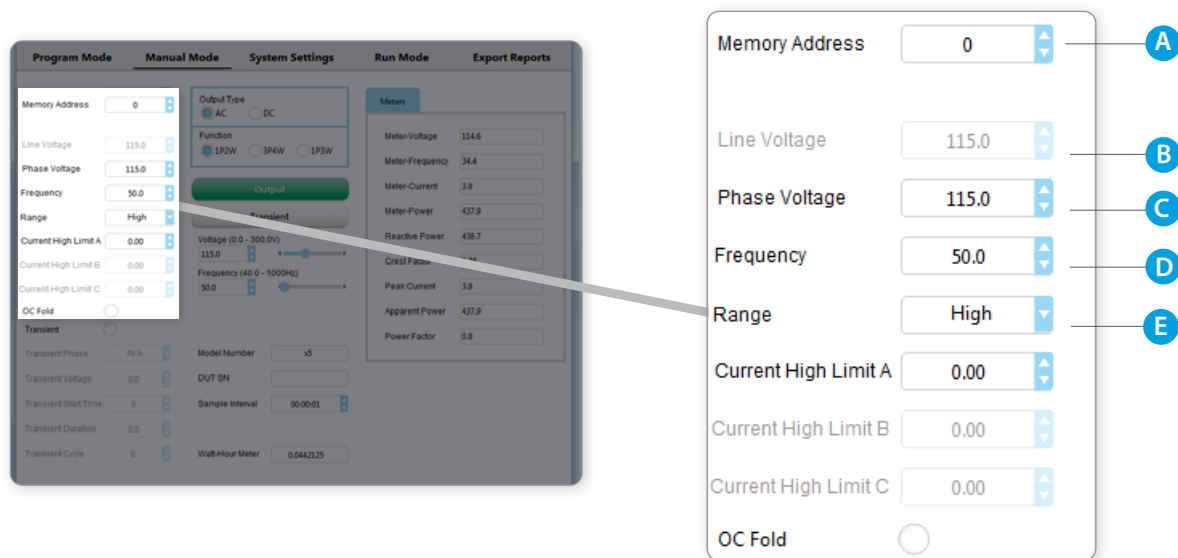 Program Mode Manual Mode System Settings Run Mode Export Reports
Memory Address 0
Line Voltage 115.0
Phase Voltage 115.0
Frequency 50.0
Range High
Current High Limit A 0.00
Current High Limit B 0.00
Current High Limit C 0.00
OC Fold
Transient
Transient Phase N/A
Transient Voltage 0.0
Transient Start Time 0
Transient Duration 0.0
Transient Cycle 0
Output Type
AC DC
Function
1P2W 3P4W 1P3W
Output
Transient
Voltage (0.0 - 300.0V)
115.0
Frequency (40.0 - 1000Hz)
50.0
Model Number x5
DUT SN
Sample Interval 00:00:01
Watt-Hour Meter 0.0442125
Meters
Meter-Voltage 114.6
Meter-Frequency 34.4
Meter-Current 3.8
Meter-Power 437.9
Reactive Power 438.7
Crest Factor
Peak Current 3.8
Apparent Power 437.9
Power Factor 0.8
Memory Address 0 A
Line Voltage 115.0 B
Phase Voltage 115.0 C
Frequency 50.0 D
Range High E
Current High Limit A 0.00
Current High Limit B 0.00
Current High Limit C 0.00
OC Fold